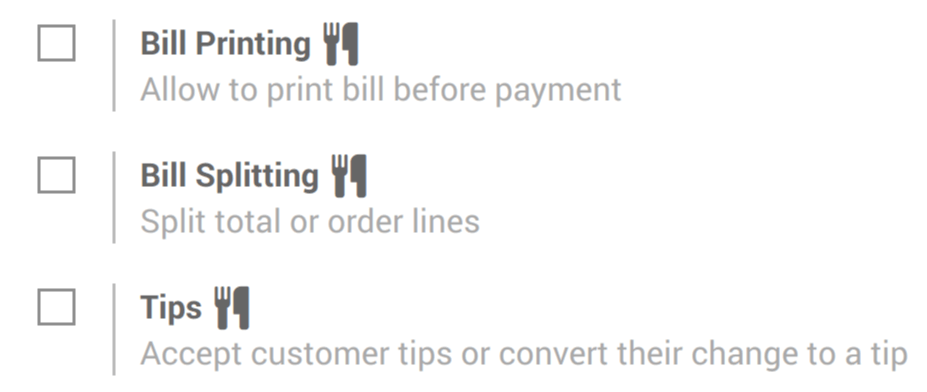 Bill Printing
Allow to print bill before payment
Bill Splitting
Split total or order lines
Tips
Accept customer tips or convert their change to a tip